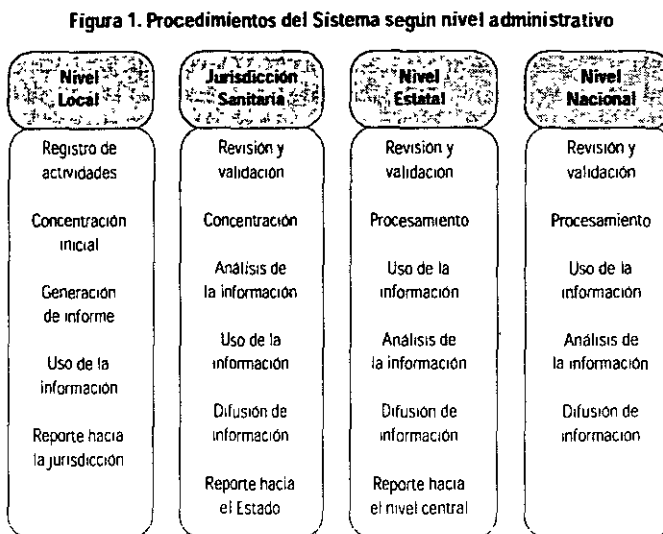 Figura 1. Procedimientos del Sistema según nivel administrativo
Nivel
Local
Registro de
actividades
Concentración
inicial
Generación
de informe
Uso de la
información
Reporte hacia
la jurisdicción
Jurisdicción
Sanitaria
Revisión y
validación
Concentración
Análisis de
la información
Uso de la
información
Difusión de
información
Reporte hacia
el Estado
Nivel
Estatal
Revisión y
validación
Procesamiento
Uso de la
información
Análisis de
la información
Difusión de
información
Reporte hacia
el nivel central
Nivel
Nacional
Revisión y
validación
Procesamiento
Uso de la
información
Análisis de
la información
Difusión de
información